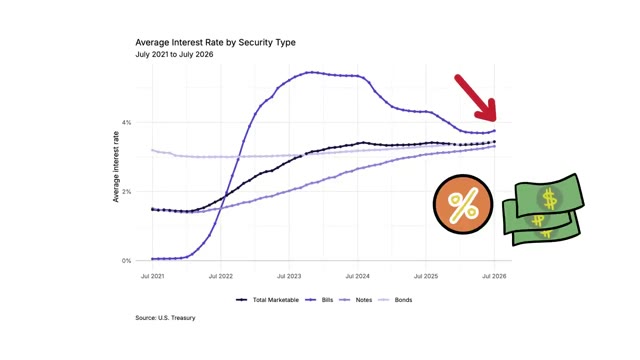 Average Interest Rate by Security Type
July 2021 to July 2026
Average interest rate
4%
2%
0%
Jul 2021 Jul 2022 Jul 2023 Jul 2024 Jul 2025 Jul 2026
Total Marketable Bills Notes Bonds
Source: U.S. Treasury
%
$
$
$